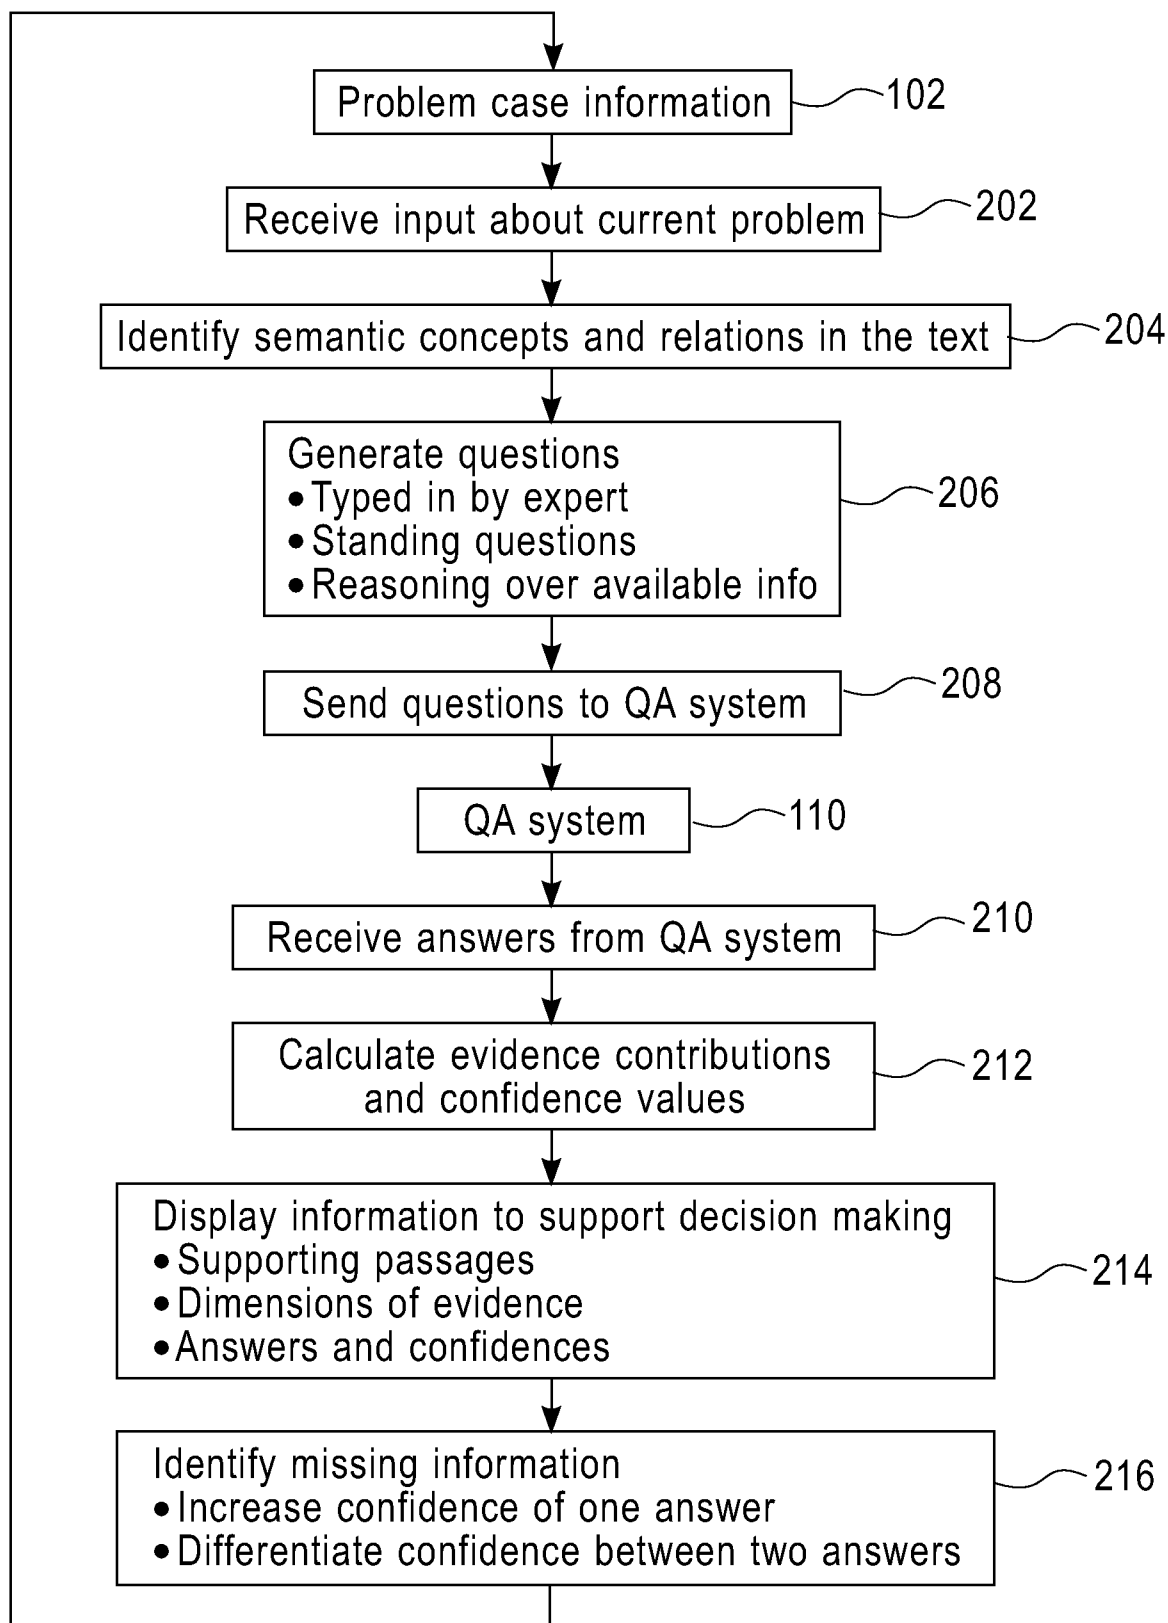 Problem case information
102
Receive input about current problem
202
Identify semantic concepts and relations in the text
204
Generate questions
•Typed in by expert
•Standing questions
•Reasoning over available info
206
Send questions to QA system
208
QA system
110
Receive answers from QA system
210
Calculate evidence contributions
and confidence values
212
Display information to support decision making
•Supporting passages
•Dimensions of evidence
•Answers and confidences
214
Identify missing information
•Increase confidence of one answer
•Differentiate confidence between two answers
216